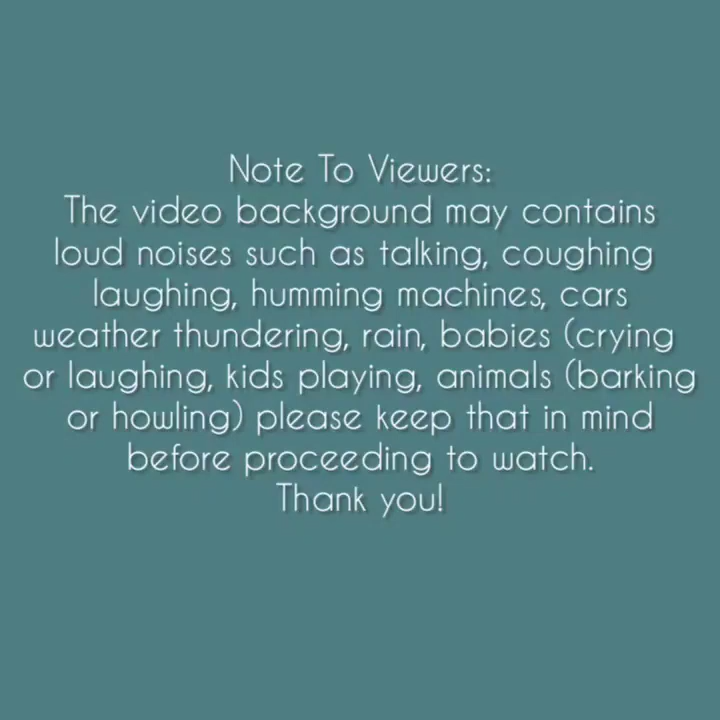 Note To Viewers:
The video background may contains
loud noises such as talking, coughing
laughing, humming machines, cars
weather thundering, rain, babies (crying
or laughing, kids playing, animals (barking
or howling) please keep that in mind
before proceeding to watch.
Thank you!